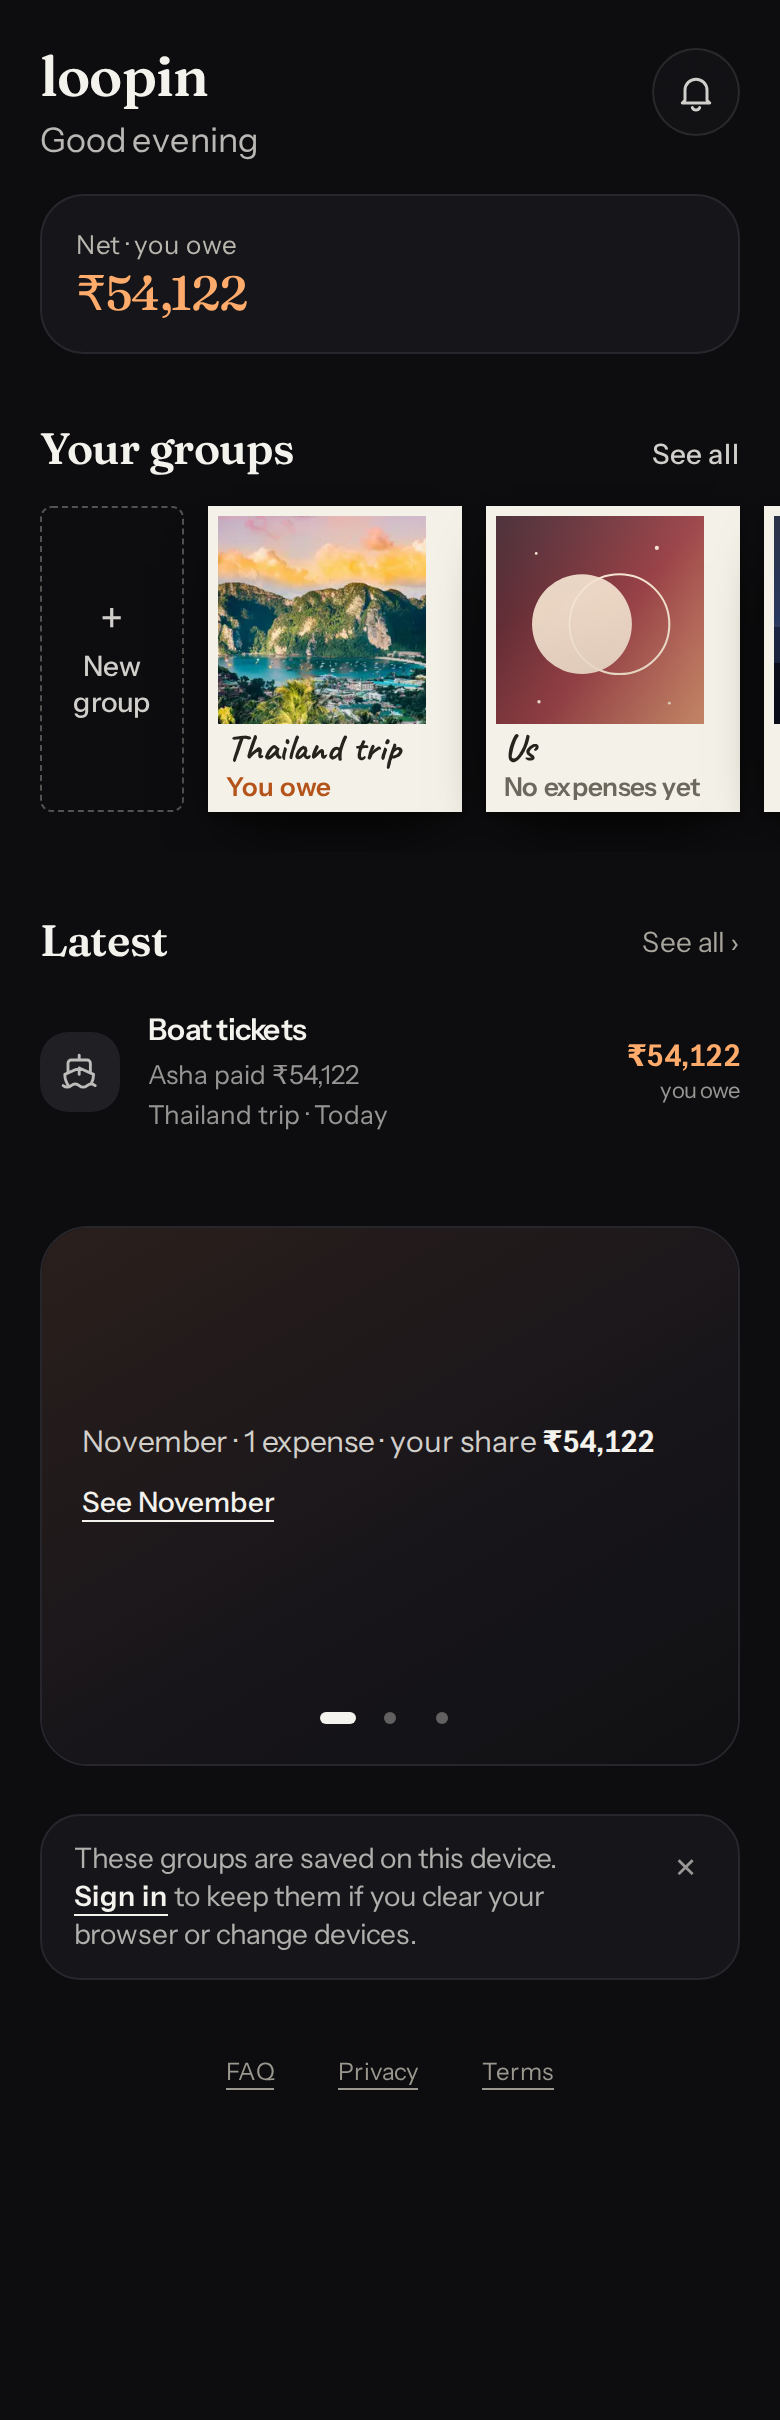 loopin
Good evening
Net · you owe
₹54,122
Your groups
See all
+
New
group
Thailand trip
You owe
Us
No expenses yet
Latest
See all ›
Boat tickets
Asha paid ₹54,122
Thailand trip · Today
₹54,122
you owe
November · 1 expense · your share ₹54,122
See November
These groups are saved on this device.
Sign in to keep them if you clear your
browser or change devices.
×
FAQ
Privacy
Terms